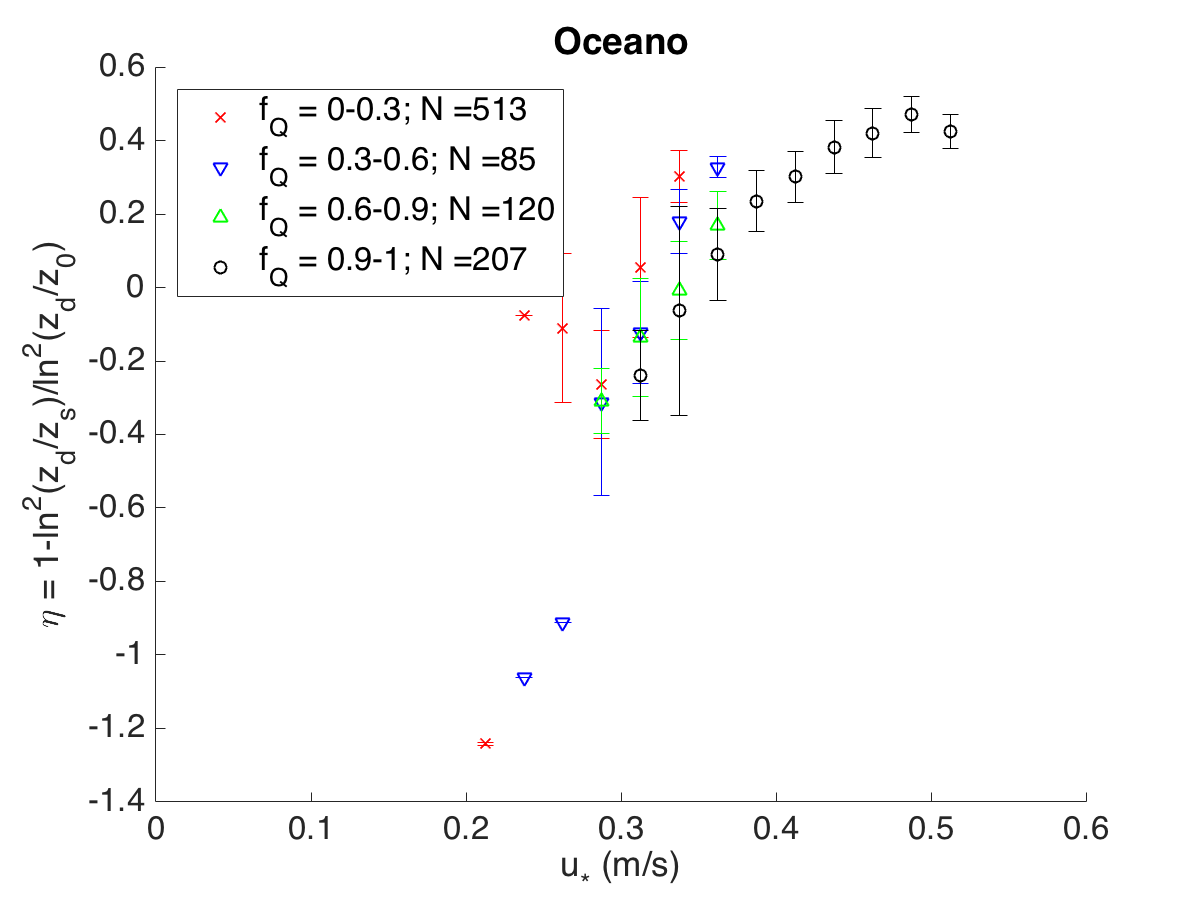 Oceano
f_Q = 0-0.3; N =513
f_Q = 0.3-0.6; N =85
f_Q = 0.6-0.9; N =120
f_Q = 0.9-1; N =207
η = 1-ln²(z_d/z_s)/ln²(z_d/z_0)
0.6
0.4
0.2
0
-0.2
-0.4
-0.6
-0.8
-1
-1.2
-1.4
0 0.1 0.2 0.3 0.4 0.5 0.6
u_* (m/s)